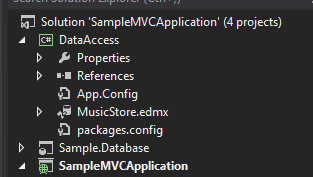 Search Solution Explorer (Ctrl+;)
Solution 'SampleMVCApplication' (4 projects)
DataAccess
Properties
References
App.Config
MusicStore.edmx
packages.config
Sample.Database
SampleMVCApplication